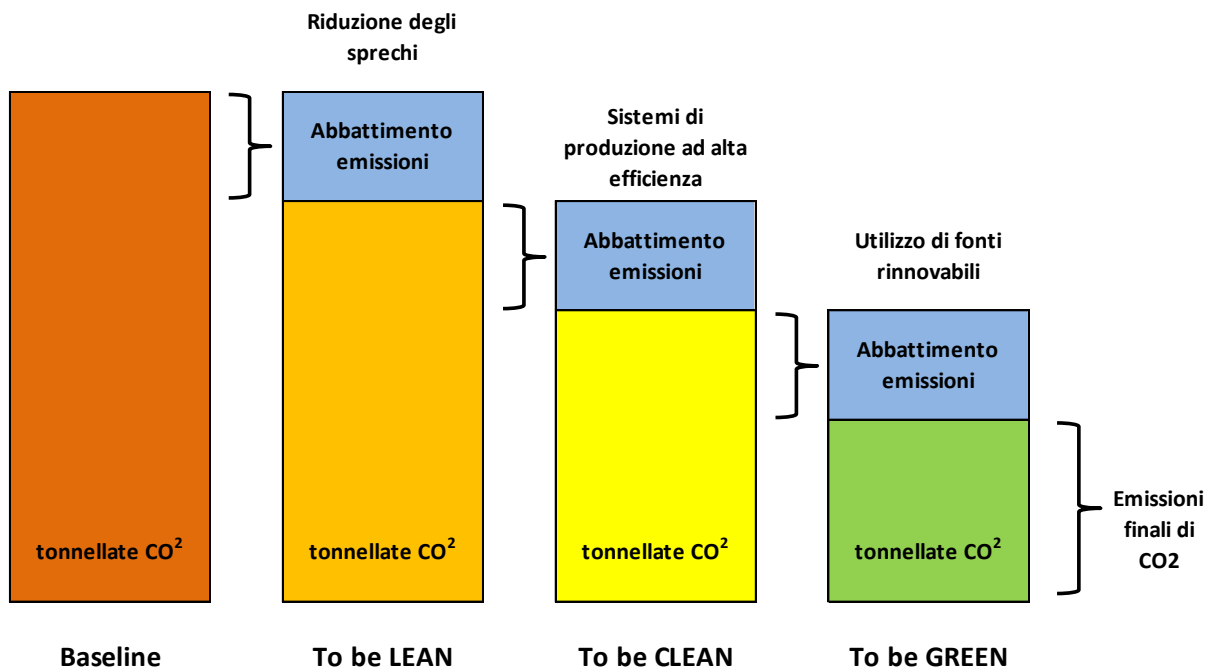 Riduzione degli
sprechi
Abbattimento
emissioni
Sistemi di
produzione ad alta
efficienza
Abbattimento
emissioni
Utilizzo di fonti
rinnovabili
Abbattimento
emissioni
tonnellate CO²
tonnellate CO²
tonnellate CO²
tonnellate CO²
Emissioni
finali di
CO2
Baseline
To be LEAN
To be CLEAN
To be GREEN